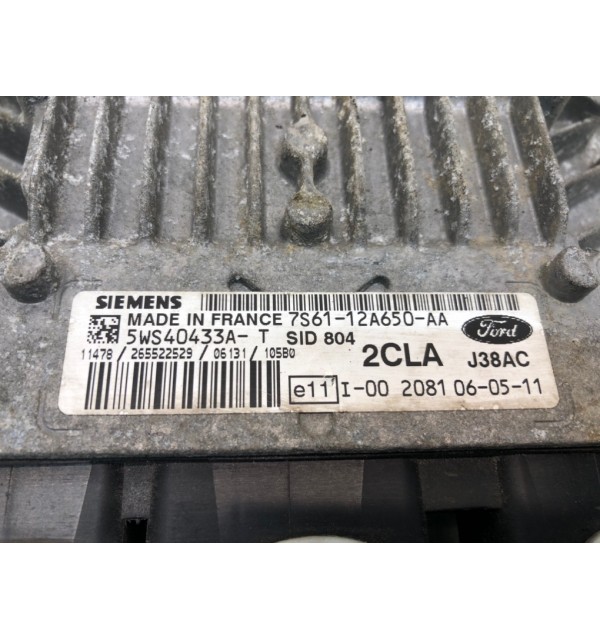 SIEMENS
MADE IN FRANCE 7S61-12A650-AA
5WS40433A- T SID 804
Ford
11478 / 265522529 / 06131 / 105B0
2CLA J38AC
e11 I-00 2081 06-05-11